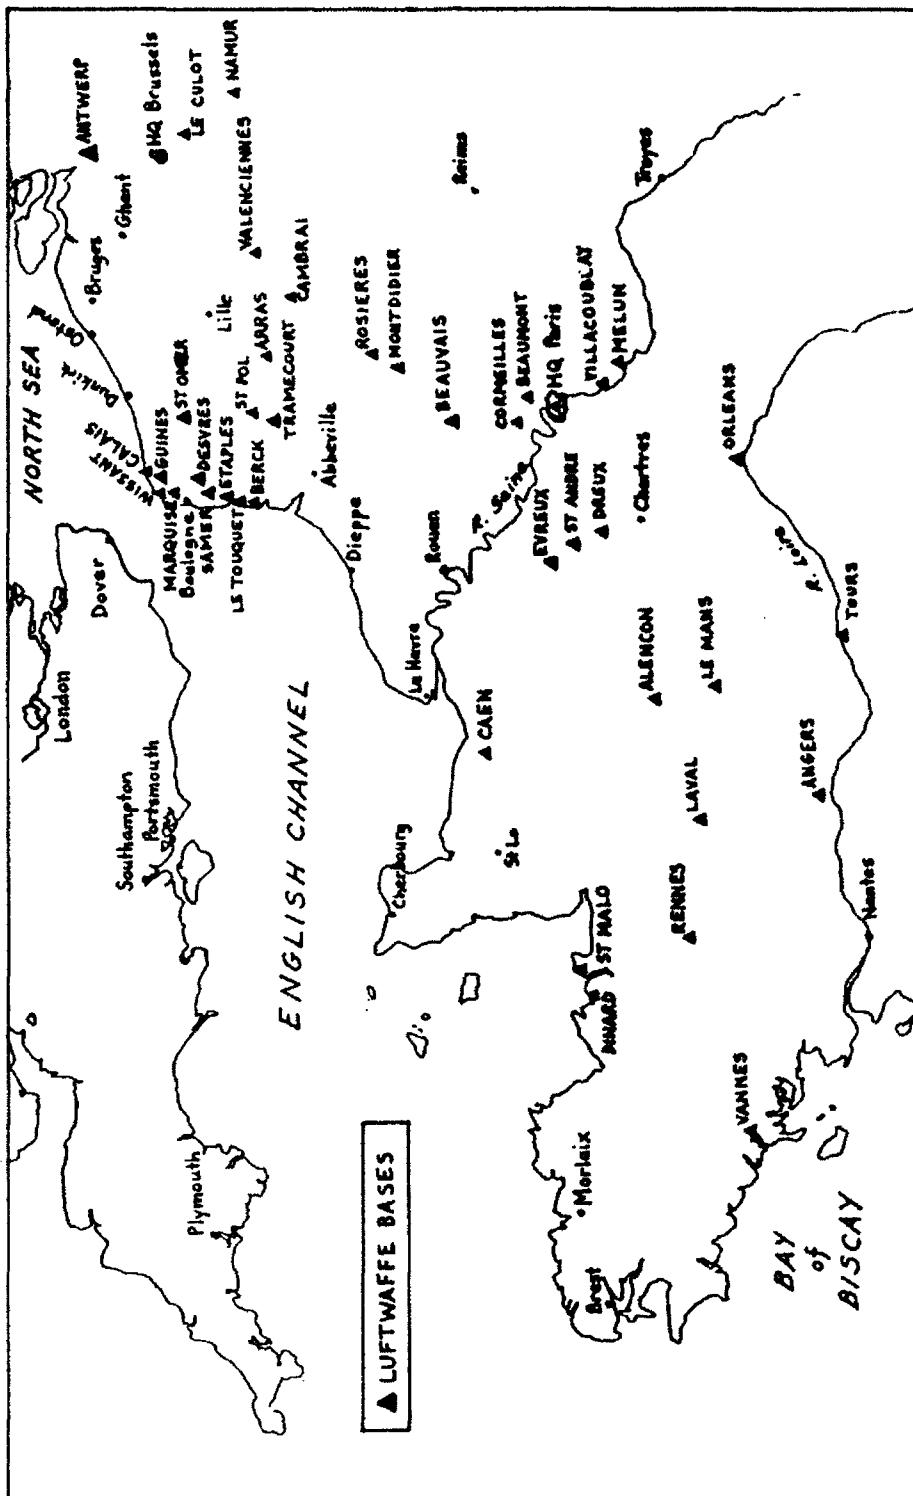 London
NORTH SEA
Dover
Southampton
Portsmouth
Plymouth
ENGLISH CHANNEL
▲ LUFTWAFFE BASES
Ostend
Bruges
Ghent
ANTWERP
HQ Brussels
LE CULOT
NAMUR
Dunkirk
CALAIS
WISSANT
GUINES
ST OMER
MARQUISE
Boulogne
DESVRES
SAMER
ETAPLES
LE TOUQUET
BERCK
ST POL
Lille
ARRAS
VALENCIENNES
TRAMECOURT
CAMBRAI
Abbeville
Dieppe
ROSIERES
MONTDIDIER
BEAUVAIS
Reims
Rouen
Le Havre
CAEN
Cherbourg
St Lo
R. Seine
CORMEILLES
BEAUMONT
HQ Paris
VILLACOUBLAY
MELUN
Troyes
EVREUX
ST ANDRE
DREUX
Chartres
ORLEANS
ALENCON
LE MANS
R. Loire
TOURS
LAVAL
ANGERS
RENNES
Nantes
ST MALO
DINARD
Morlaix
Brest
VANNES
BAY
of
BISCAY